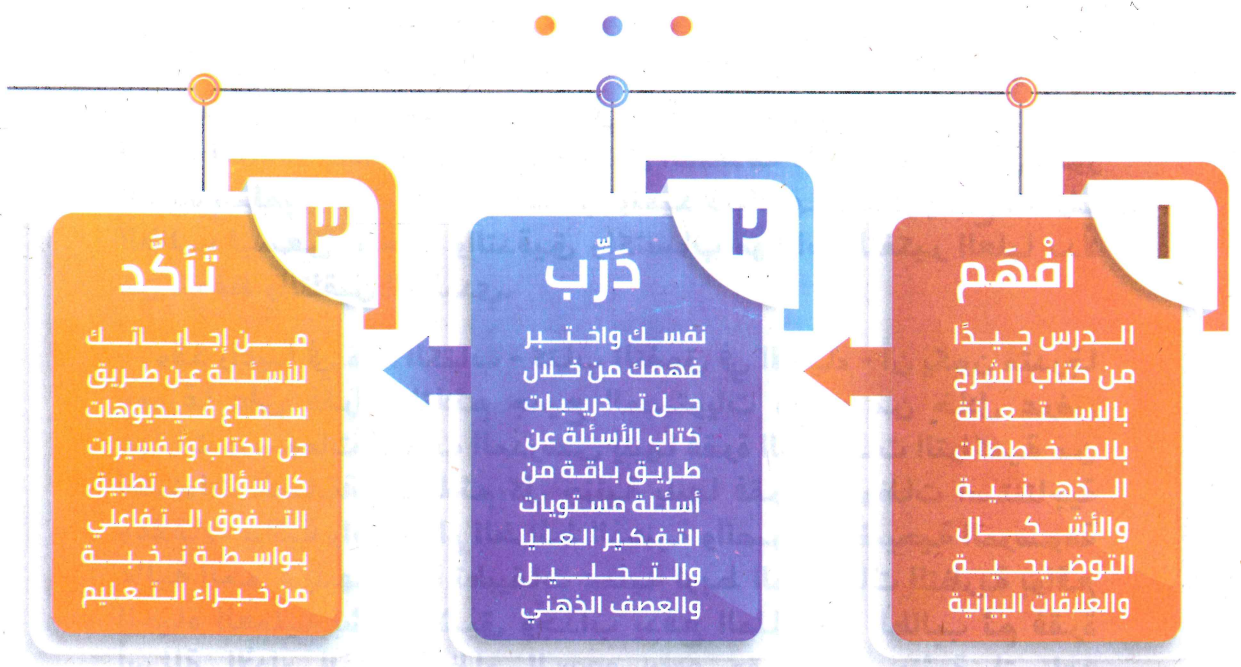 ١
افْهَم
الدرس جيدًا
من كتاب الشرح
بالاستعانة
بالمخططات
الذهنية
والأشكال
التوضيحية
والعلاقات البيانية
٢
دَرِّب
نفسك واختبر
فهمك من خلال
حل تدريبات
كتاب الأسئلة عن
طريق باقة من
أسئلة مستويات
التفكير العليا
والتحليل
والعصف الذهني
٣
تَأكَّد
من إجاباتك
للأسئلة عن طريق
سماع فيديوهات
حل الكتاب وتفسيرات
كل سؤال على تطبيق
التفوق التفاعلي
بواسطة نخبة
من خبراء التعليم